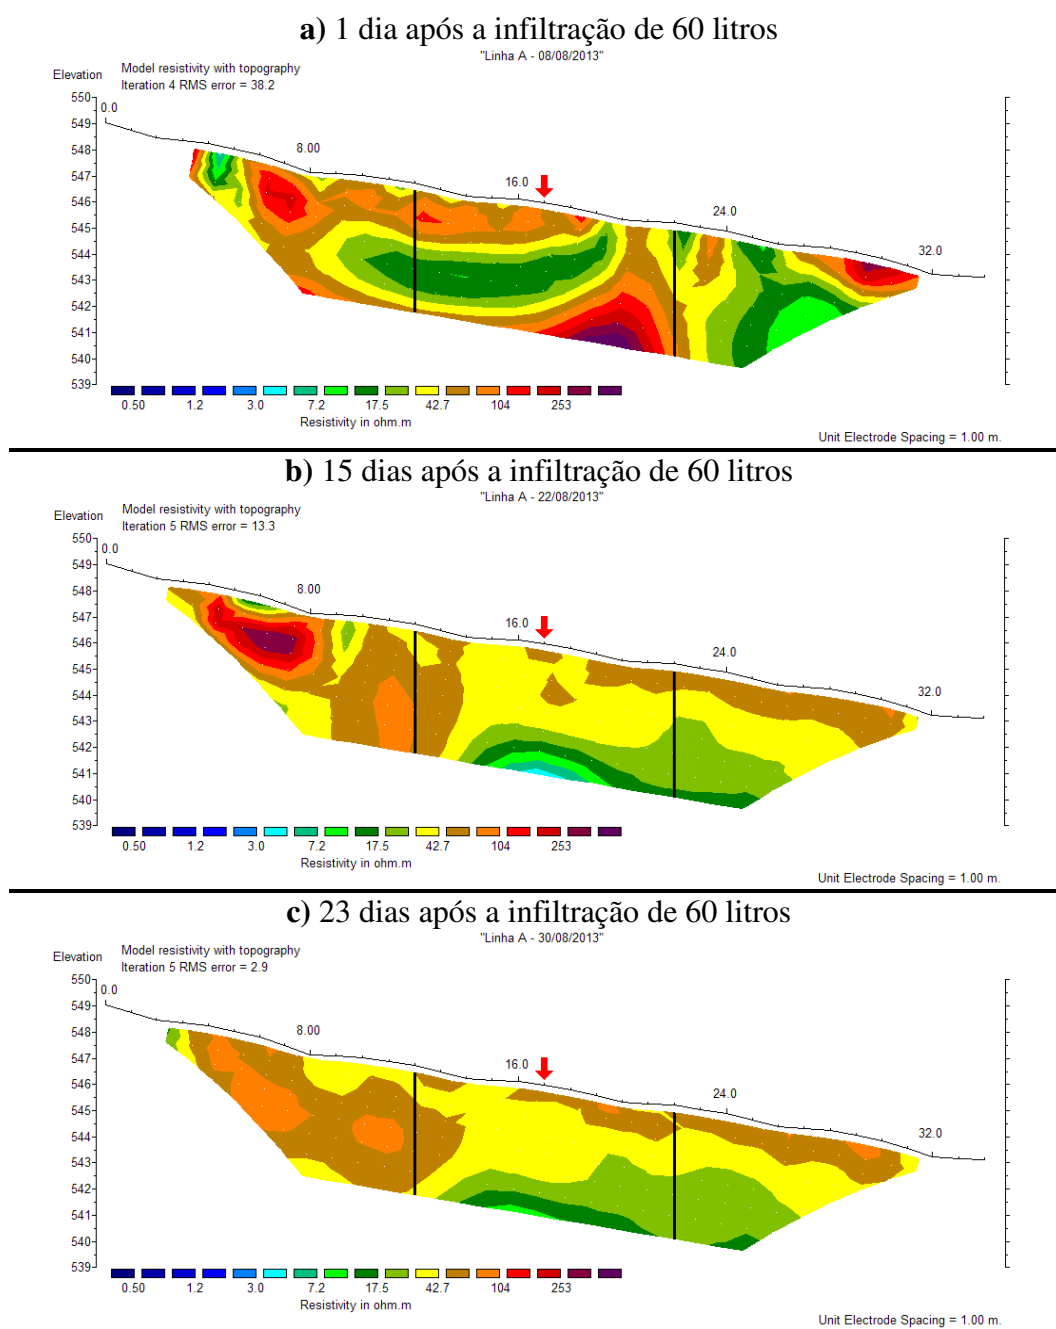 a) 1 dia após a infiltração de 60 litros
"Linha A - 08/08/2013"
Elevation
Model resistivity with topography
Iteration 4 RMS error = 38.2
550
549
548
547
546
545
544
543
542
541
540
539
0.0
8.00
16.0
24.0
32.0
0.50 1.2 3.0 7.2 17.5 42.7 104 253
Resistivity in ohm.m
Unit Electrode Spacing = 1.00 m.
b) 15 dias após a infiltração de 60 litros
"Linha A - 22/08/2013"
Elevation
Model resistivity with topography
Iteration 5 RMS error = 13.3
550
549
548
547
546
545
544
543
542
541
540
539
0.0
8.00
16.0
24.0
32.0
0.50 1.2 3.0 7.2 17.5 42.7 104 253
Resistivity in ohm.m
Unit Electrode Spacing = 1.00 m.
c) 23 dias após a infiltração de 60 litros
"Linha A - 30/08/2013"
Elevation
Model resistivity with topography
Iteration 5 RMS error = 2.9
550
549
548
547
546
545
544
543
542
541
540
539
0.0
8.00
16.0
24.0
32.0
0.50 1.2 3.0 7.2 17.5 42.7 104 253
Resistivity in ohm.m
Unit Electrode Spacing = 1.00 m.